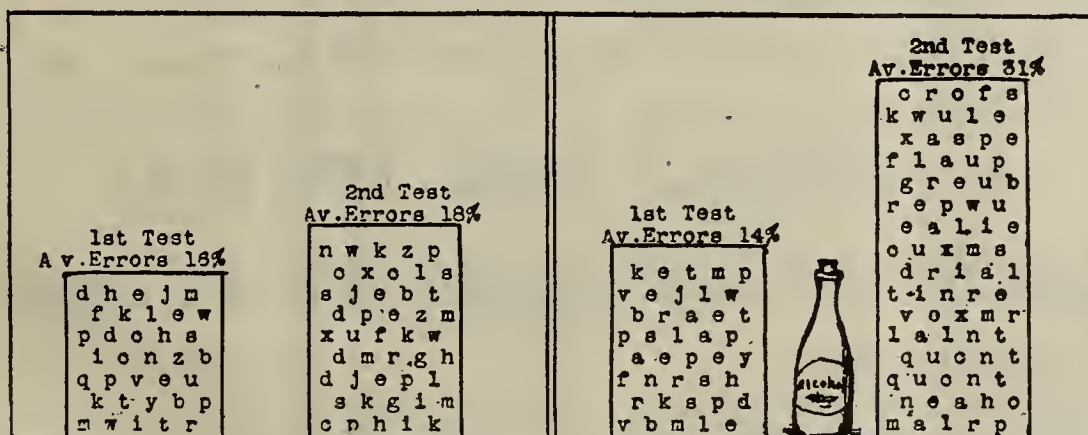 1st Test
Av.Errors 16%
d h e j m
f k l e w
p d o h s
i o n z b
q p v e u
k t y b p
m w i t r
2nd Test
Av.Errors 18%
n w k z p
o x o l s
s j e b t
d p e z m
x u f k w
d m r g h
d j e p l
s k g i m
c p h i k
1st Test
Av.Errors 14%
k e t m p
v e j l w
b r a e t
p s l a p
a e p e y
f n r s h
r k s p d
v b m l e
Alcohol
2nd Test
Av.Errors 31%
c r o f s
k w u l e
x a s p e
f l a u p
g r e u b
r e p w u
e a L i e
o u x m s
d r i a l
t i n r e
v o x m r
l a l n t
q u c n t
q u o n t
n e a h o
m a l r p